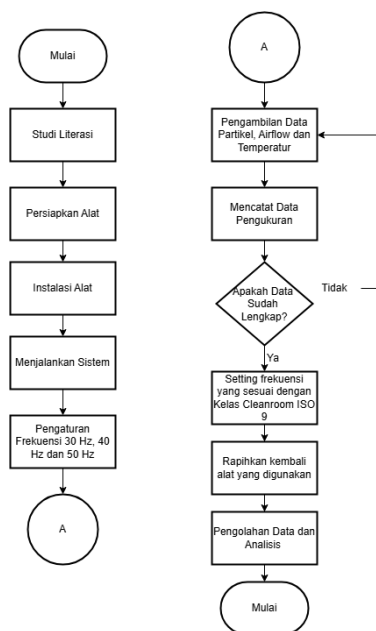 Mulai
Studi Literasi
Persiapkan Alat
Instalasi Alat
Menjalankan Sistem
Pengaturan
Frekuensi 30 Hz, 40
Hz dan 50 Hz
A
A
Pengambilan Data
Partikel, Airflow dan
Temperatur
Mencatat Data
Pengukuran
Apakah Data
Sudah
Lengkap?
Tidak
Ya
Setting frekuensi
yang sesuai dengan
Kelas Cleanroom ISO
9
Rapihkan kembali
alat yang digunakan
Pengolahan Data dan
Analisis
Mulai